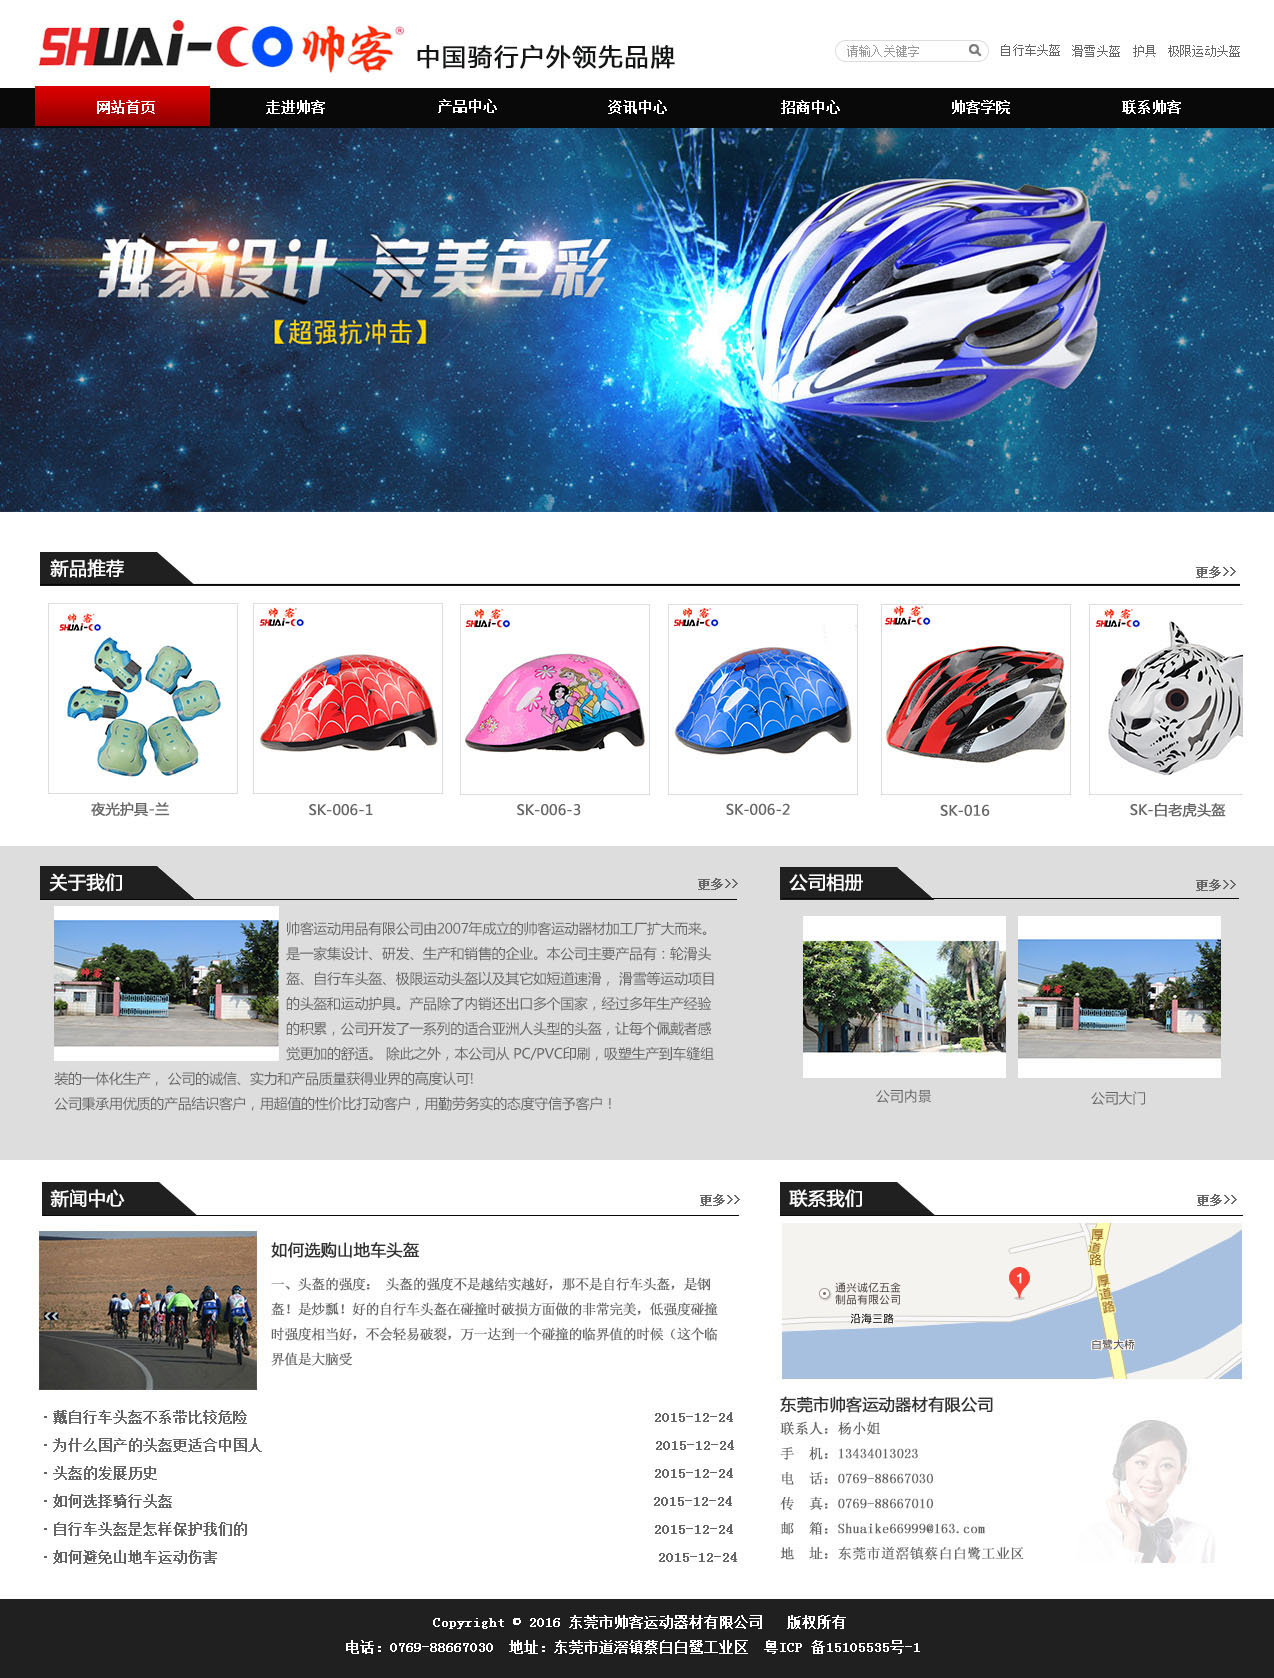 SHUAi-CO 帅客® 中国骑行户外领先品牌
请输入关键字 自行车头盔 滑雪头盔 护具 极限运动头盔
网站首页 走进帅客 产品中心 资讯中心 招商中心 帅客学院 联系帅客
独家设计 完美色彩
【超强抗冲击】
新品推荐 更多>>
帅客 帅客 帅客 帅客 帅客 帅客
SHUAi-CO SHUAi-CO SHUAi-CO SHUAi-CO SHUAi-CO SHUAi-CO
夜光护具-兰 SK-006-1 SK-006-3 SK-006-2 SK-016 SK-白老虎头盔
关于我们 更多>>
帅客
帅客运动用品有限公司由2007年成立的帅客运动器材加工厂扩大而来。
是一家集设计、研发、生产和销售的企业。本公司主要产品有：轮滑头
盔、自行车头盔、极限运动头盔以及其它如短道速滑， 滑雪等运动项目
的头盔和运动护具。产品除了内销还出口多个国家，经过多年生产经验
的积累，公司开发了一系列的适合亚洲人头型的头盔，让每个佩戴者感
觉更加的舒适。 除此之外，本公司从 PC/PVC印刷，吸塑生产到车缝组
装的一体化生产， 公司的诚信、实力和产品质量获得业界的高度认可!
公司秉承用优质的产品结识客户，用超值的性价比打动客户，用勤劳务实的态度守信予客户！
公司相册 更多>>
帅客
公司内景 公司大门
新闻中心 更多>>
如何选购山地车头盔
一、头盔的强度： 头盔的强度不是越结实越好，那不是自行车头盔，是钢
盔！是炒瓢！好的自行车头盔在碰撞时破损方面做的非常完美，低强度碰撞
时强度相当好，不会轻易破裂，万一达到一个碰撞的临界值的时候（这个临
界值是大脑受
· 戴自行车头盔不系带比较危险 2015-12-24
· 为什么国产的头盔更适合中国人 2015-12-24
· 头盔的发展历史 2015-12-24
· 如何选择骑行头盔 2015-12-24
· 自行车头盔是怎样保护我们的 2015-12-24
· 如何避免山地车运动伤害 2015-12-24
联系我们 更多>>
厚道路
厚道路
1
通兴诚亿五金
制品有限公司
沿海三路
白鹭大桥
东莞市帅客运动器材有限公司
联系人：杨小姐
手 机：13434013023
电 话：0769-88667030
传 真：0769-88667010
邮 箱：Shuaike66999@163.com
地 址：东莞市道滘镇蔡白白鹭工业区
Copyright © 2016 东莞市帅客运动器材有限公司 版权所有
电话：0769-88667030 地址：东莞市道滘镇蔡白白鹭工业区 粤ICP 备15105535号-1